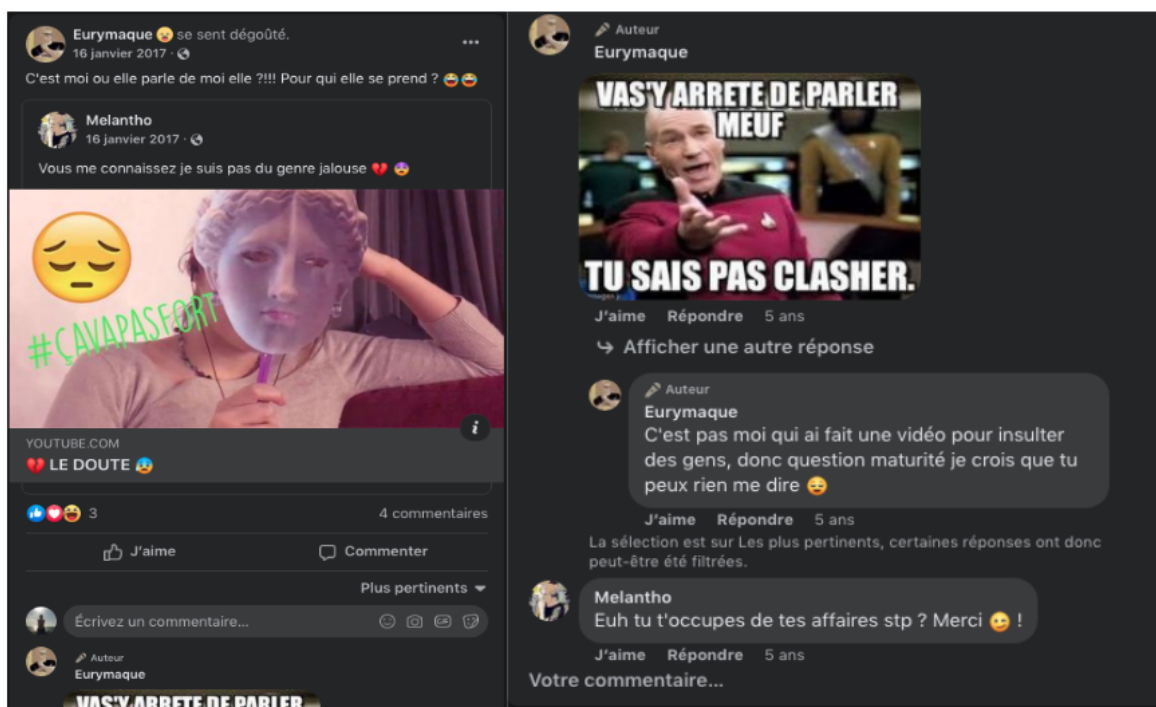 Eurymaque 😪 se sent dégoûté.
16 janvier 2017 ·
C'est moi ou elle parle de moi elle ?!!! Pour qui elle se prend ? 😂😂
Melantho
16 janvier 2017 ·
Vous me connaissez je suis pas du genre jalouse 💔 😨
#ÇAVAPASFORT
YOUTUBE.COM
💔 LE DOUTE 😰
3
4 commentaires
J'aime
Commenter
Plus pertinents
Écrivez un commentaire...
Auteur
Eurymaque
VAS'Y ARRETE DE PARLER
Auteur
Eurymaque
VAS'Y ARRETE DE PARLER
MEUF
TU SAIS PAS CLASHER.
J'aime Répondre 5 ans
Afficher une autre réponse
Auteur
Eurymaque
C'est pas moi qui ai fait une vidéo pour insulter
des gens, donc question maturité je crois que tu
peux rien me dire 😌
J'aime Répondre 5 ans
La sélection est sur Les plus pertinents, certaines réponses ont donc
peut-être été filtrées.
Melantho
Euh tu t'occupes de tes affaires stp ? Merci 😉 !
J'aime Répondre 5 ans
Votre commentaire...